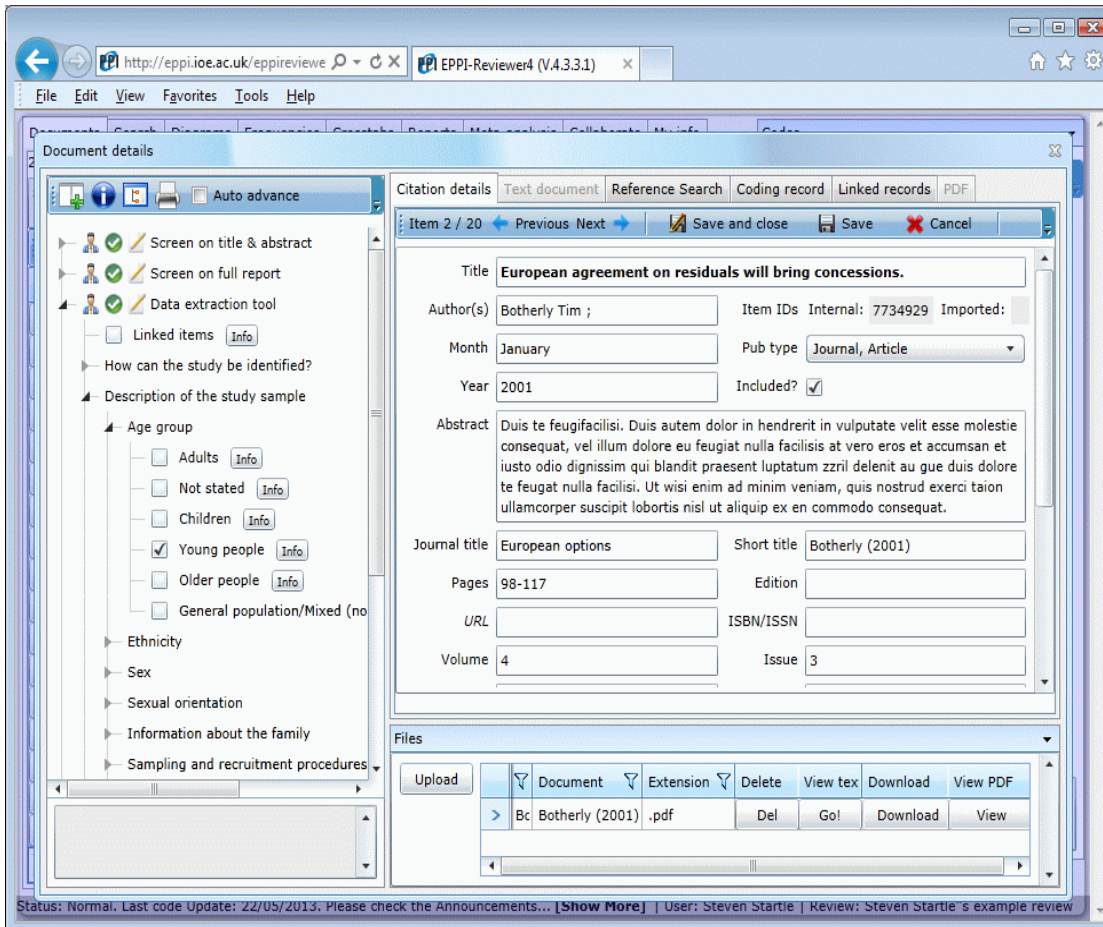 http://eppi.ioe.ac.uk/eppireviewe
EPPI-Reviewer4 (V.4.3.3.1)
File Edit View Favorites Tools Help
Documents Search Diagrams Frequencies Crosstabs Reports Meta-analysis Collaborate My info Codes
Document details
Auto advance
Screen on title & abstract
Screen on full report
Data extraction tool
Linked items Info
How can the study be identified?
Description of the study sample
Age group
Adults Info
Not stated Info
Children Info
Young people Info
Older people Info
General population/Mixed (no
Ethnicity
Sex
Sexual orientation
Information about the family
Sampling and recruitment procedures
Citation details Text document Reference Search Coding record Linked records PDF
Item 2 / 20 Previous Next Save and close Save Cancel
Title European agreement on residuals will bring concessions.
Author(s) Botherly Tim ; Item IDs Internal: 7734929 Imported:
Month January Pub type Journal, Article
Year 2001 Included?
Abstract Duis te feugifacilisi. Duis autem dolor in hendrerit in vulputate velit esse molestie
consequat, vel illum dolore eu feugiat nulla facilisis at vero eros et accumsan et
iusto odio dignissim qui blandit praesent luptatum zzril delenit au gue duis dolore
te feugat nulla facilisi. Ut wisi enim ad minim veniam, quis nostrud exerci taion
ullamcorper suscipit lobortis nisl ut aliquip ex en commodo consequat.
Journal title European options Short title Botherly (2001)
Pages 98-117 Edition
URL ISBN/ISSN
Volume 4 Issue 3
Files
Upload Document Extension Delete View tex Download View PDF
Bc Botherly (2001) .pdf Del Go! Download View
Status: Normal. Last code Update: 22/05/2013. Please check the Announcements... [Show More] | User: Steven Startle | Review: Steven Startle"s example review